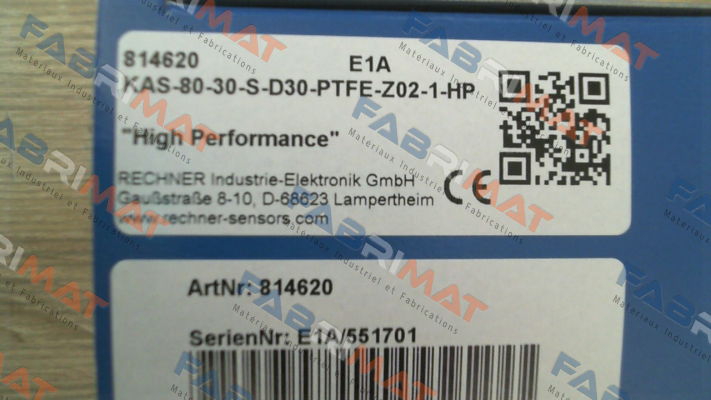 814620 E1A
KAS-80-30-S-D30-PTFE-Z02-1-HP
"High Performance"
RECHNER Industrie-Elektronik GmbH
Gaußstraße 8-10, D-68623 Lampertheim
www.rechner-sensors.com
CE
ArtNr: 814620
SerienNr: E1A/551701
FABRIMAT
Materiaux Industriel et Fabrications